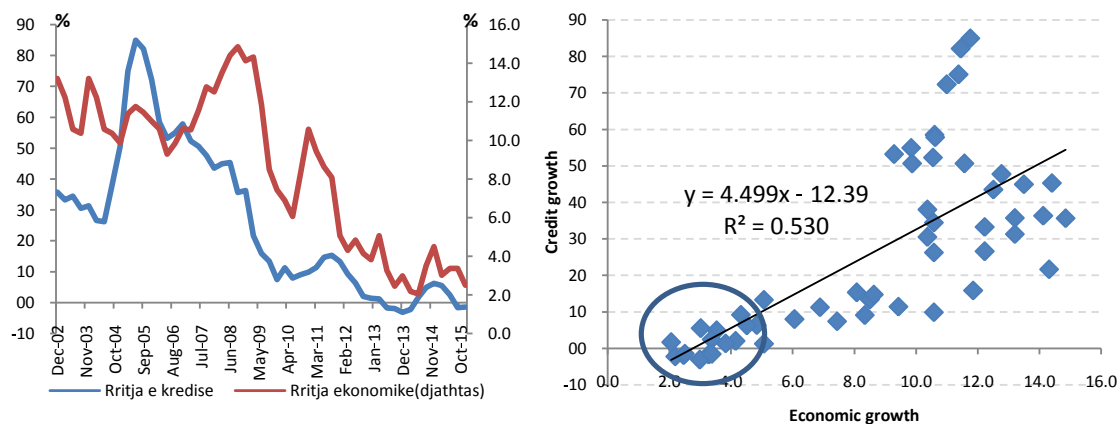 %
%
90
80
70
60
50
40
30
20
10
00
-10
16.0
14.0
12.0
10.0
8.0
6.0
4.0
2.0
0.0
Dec-02
Nov-03
Oct-04
Sep-05
Aug-06
Jul-07
Jun-08
May-09
Apr-10
Mar-11
Feb-12
Jan-13
Dec-13
Nov-14
Oct-15
Rritja e kredise
Rritja ekonomike(djathtas)
Credit growth
90
80
70
60
50
40
30
20
10
00
-10
y = 4.499x - 12.39
R² = 0.530
0.0
2.0
4.0
6.0
8.0
10.0
12.0
14.0
16.0
Economic growth